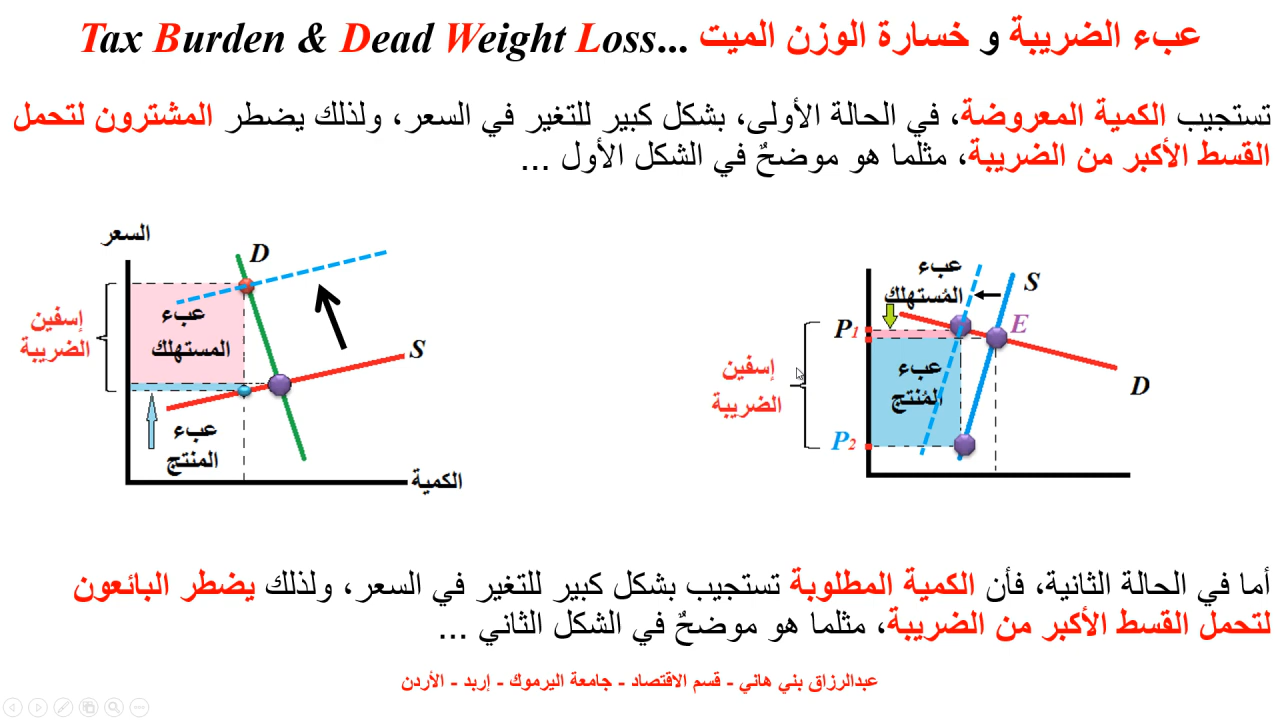 عبء الضريبة و خسارة الوزن الميت ...Tax Burden & Dead Weight Loss
تستجيب الكمية المعروضة، في الحالة الأولى، بشكل كبير للتغير في السعر، ولذلك يضطر المشترون لتحمل
القسط الأكبر من الضريبة، مثلما هو موضحٌ في الشكل الأول ...
السعر
D
إسفين
الضريبة
عبء
المستهلك
S
عبء
المنتج
الكمية
عبء
المُستهلك
S
P1
E
إسفين
الضريبة
عبء
المُنتج
D
P2
أما في الحالة الثانية، فأن الكمية المطلوبة تستجيب بشكل كبير للتغير في السعر، ولذلك يضطر البائعون
لتحمل القسط الأكبر من الضريبة، مثلما هو موضحٌ في الشكل الثاني ...
عبدالرزاق بني هاني - قسم الاقتصاد - جامعة اليرموك - إربد - الأردن